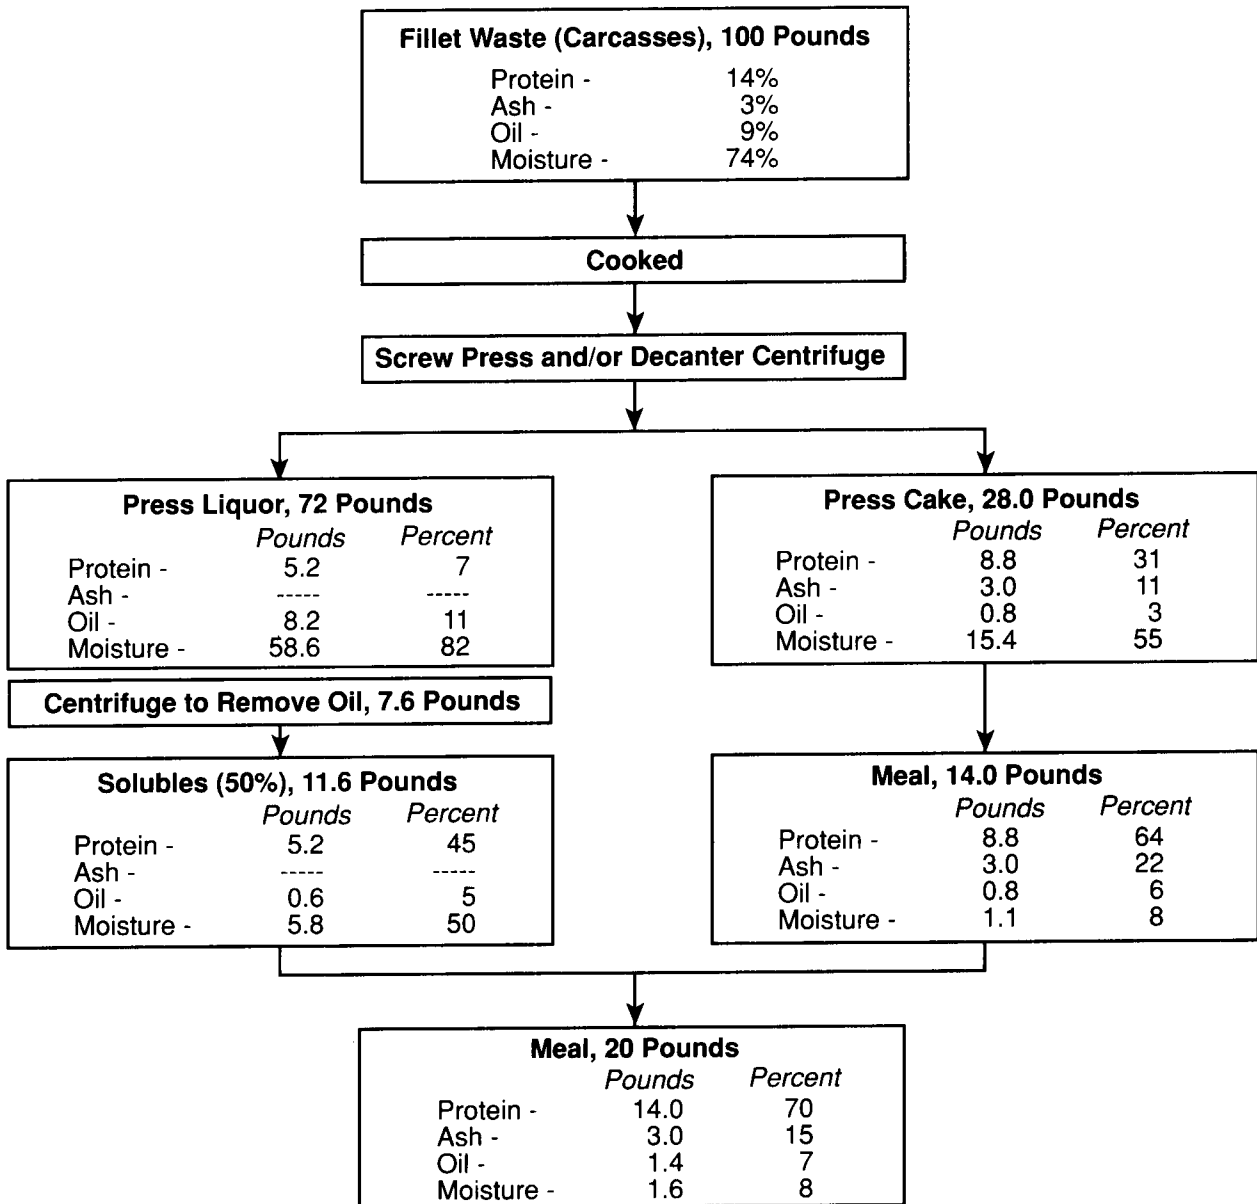 Fillet Waste (Carcasses), 100 Pounds
Protein - 14%
Ash - 3%
Oil - 9%
Moisture - 74%
Cooked
Screw Press and/or Decanter Centrifuge
Press Liquor, 72 Pounds
Pounds Percent
Protein - 5.2 7
Ash - ----- -----
Oil - 8.2 11
Moisture - 58.6 82
Press Cake, 28.0 Pounds
Pounds Percent
Protein - 8.8 31
Ash - 3.0 11
Oil - 0.8 3
Moisture - 15.4 55
Centrifuge to Remove Oil, 7.6 Pounds
Solubles (50%), 11.6 Pounds
Pounds Percent
Protein - 5.2 45
Ash - ----- -----
Oil - 0.6 5
Moisture - 5.8 50
Meal, 14.0 Pounds
Pounds Percent
Protein - 8.8 64
Ash - 3.0 22
Oil - 0.8 6
Moisture - 1.1 8
Meal, 20 Pounds
Pounds Percent
Protein - 14.0 70
Ash - 3.0 15
Oil - 1.4 7
Moisture - 1.6 8